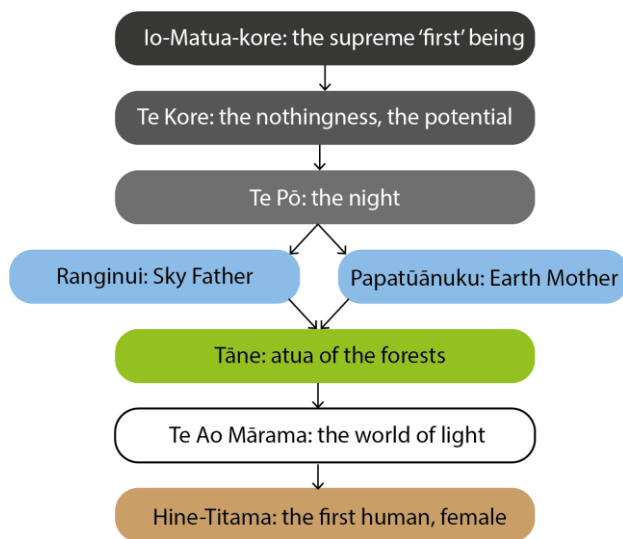 Io-Matua-kore: the supreme ‘first’ being
Te Kore: the nothingness, the potential
Te Pō: the night
Ranginui: Sky Father
Papatūānuku: Earth Mother
Tāne: atua of the forests
Te Ao Mārama: the world of light
Hine-Titama: the first human, female